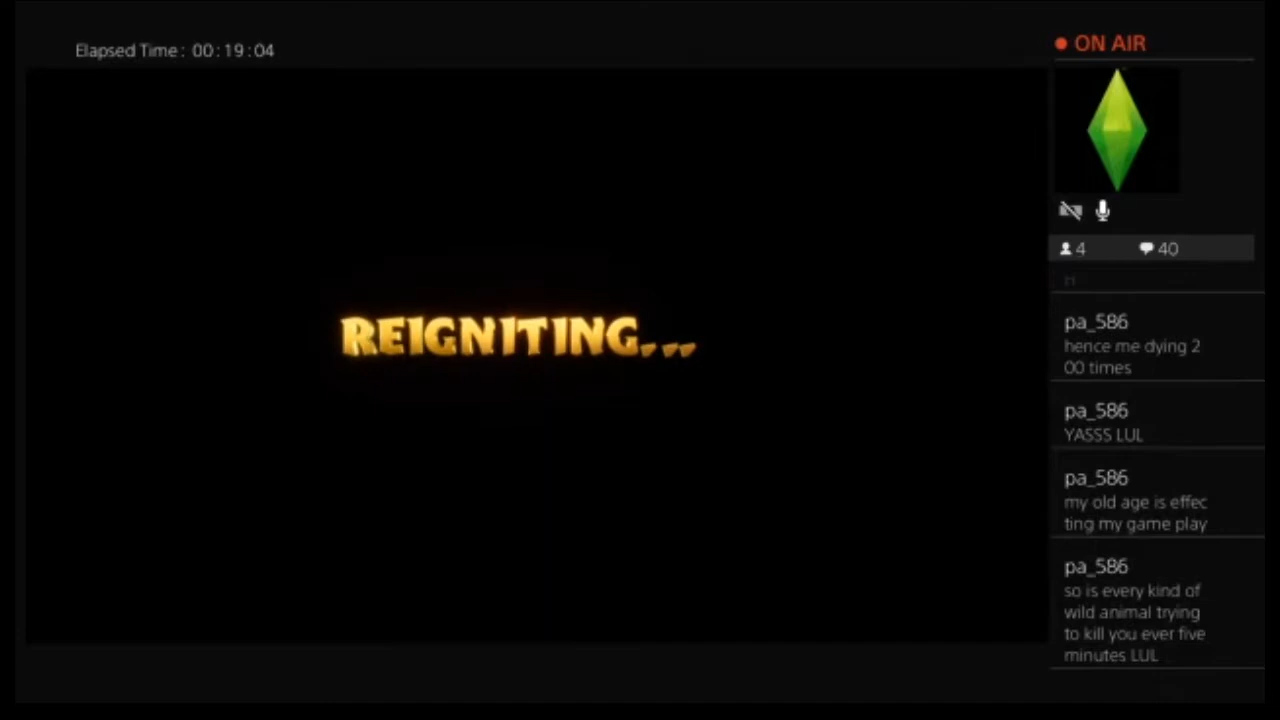 Elapsed Time: 00:19:04
ON AIR
4 40
REIGNITING...
pa_586
hence me dying 2
00 times
pa_586
YASSS LUL
pa_586
my old age is effec
ting my game play
pa_586
so is every kind of
wild animal trying
to kill you ever five
minutes LUL